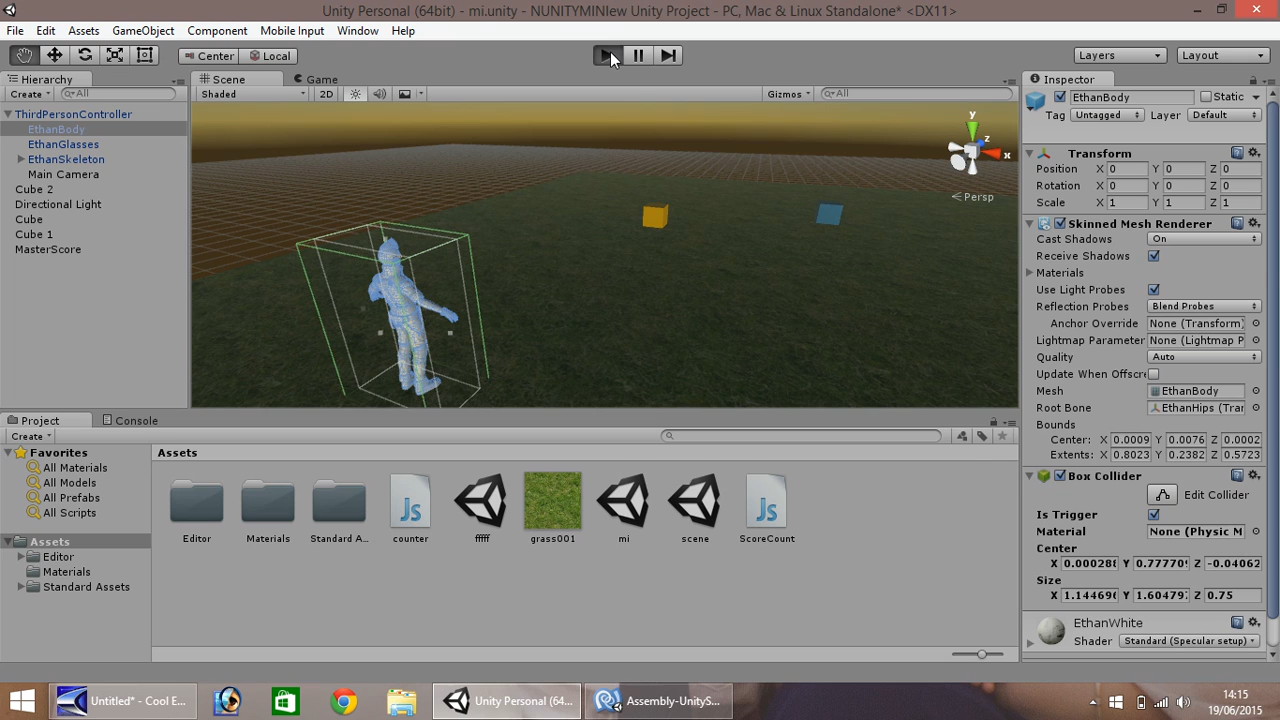 Unity Personal (64bit) - mi.unity - NUNITYMINIew Unity Project - PC, Mac & Linux Standalone* <DX11>
File Edit Assets GameObject Component Mobile Input Window Help
Center Local Layers Layout
Hierarchy
Create All
ThirdPersonController
EthanBody
EthanGlasses
EthanSkeleton
Main Camera
Cube 2
Directional Light
Cube
Cube 1
MasterScore
Scene Game
Shaded 2D Gizmos All
y
z
x
Persp
Inspector
EthanBody Static
Tag Untagged Layer Default
Transform
Position X 0 Y 0 Z 0
Rotation X 0 Y 0 Z 0
Scale X 1 Y 1 Z 1
Skinned Mesh Renderer
Cast Shadows On
Receive Shadows
Materials
Use Light Probes
Reflection Probes Blend Probes
Anchor Override None (Transform)
Lightmap Parameter None (Lightmap P
Quality Auto
Update When Offscre
Mesh EthanBody
Root Bone EthanHips (Tran
Bounds
Center: X 0.0009 Y 0.0076 Z 0.0002
Extents: X 0.8023 Y 0.2382 Z 0.5723
Box Collider
Edit Collider
Is Trigger
Material None (Physic M
Center
X 0.000288 Y 0.777709 Z -0.04062
Size
X 1.144696 Y 1.604797 Z 0.75
EthanWhite
Shader Standard (Specular setup)
Project Console
Create
Favorites
All Materials
All Models
All Prefabs
All Scripts
Assets
Editor
Materials
Standard Assets
Assets
Js Js
Editor Materials Standard A... counter fffff grass001 mi scene ScoreCount
Untitled* - Cool E... Unity Personal (64... Assembly-UnityS...
14:15
19/06/2015